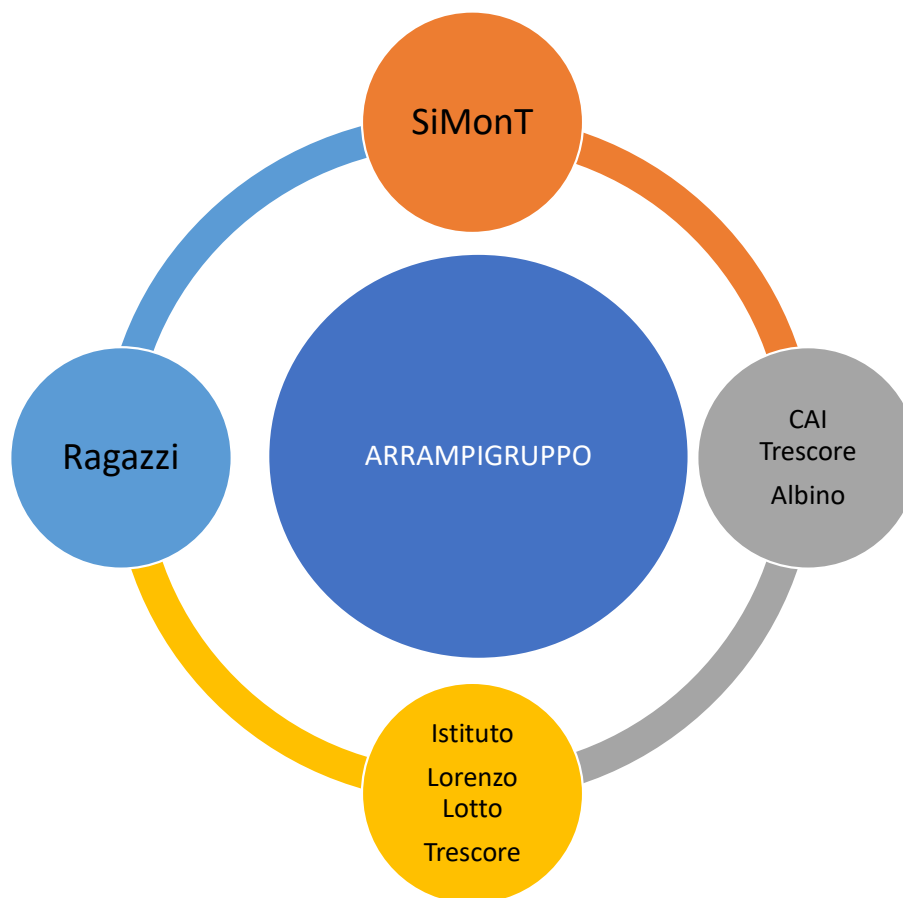 SiMonT
Ragazzi
ARRAMPIGRUPPO
CAI
Trescore
Albino
Istituto
Lorenzo
Lotto
Trescore